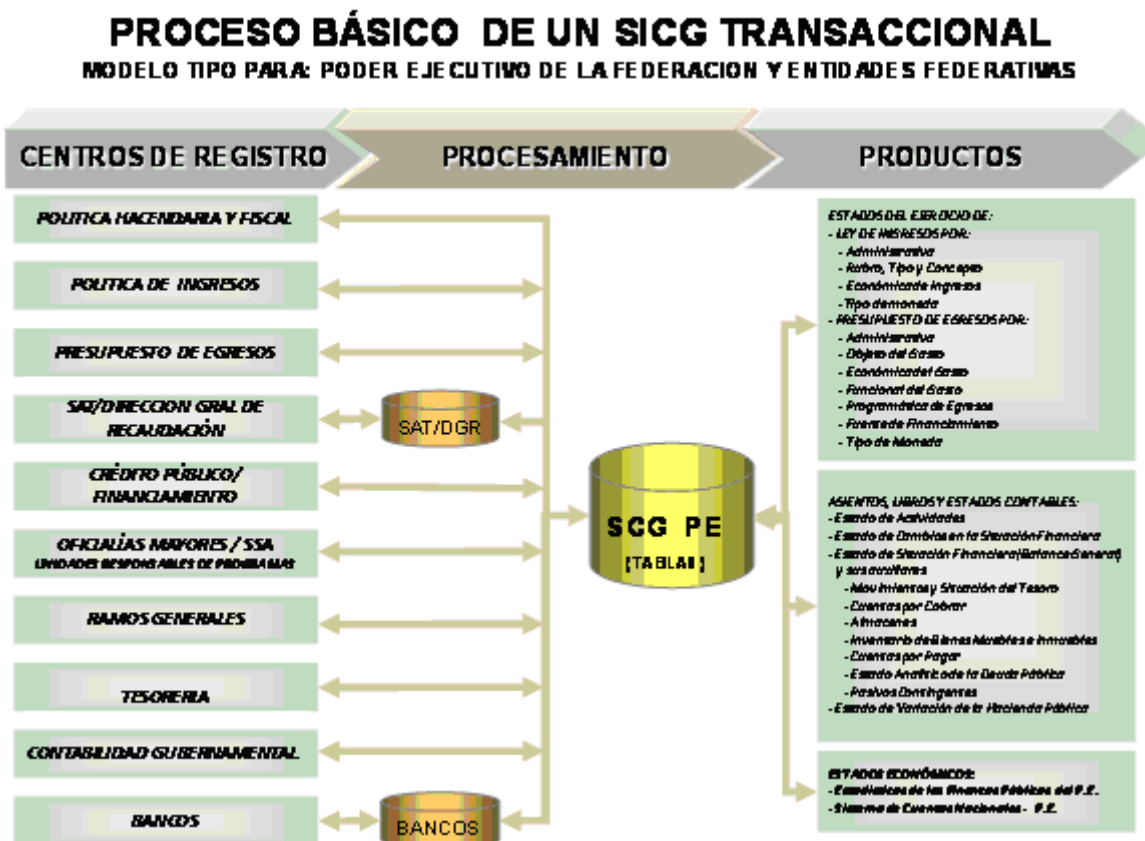 PROCESO BÁSICO DE UN SICG TRANSACCIONAL
MODELO TIPO PARA: PODER EJECUTIVO DE LA FEDERACION Y ENTIDADES FEDERATIVAS
CENTROS DE REGISTRO
PROCESAMIENTO
PRODUCTOS
POLITICA HACENDARIA Y FISCAL
POLITICA DE INGRESOS
PRESUPUESTO DE EGRESOS
SAT/DIRECCION GRAL DE
RECAUDACIÓN
CRÉDITO PÚBLICO/
FINANCIAMIENTO
OFICIALÍAS MAYORES / SSA
UNIDADES RESPONSABLES DE PROGRAMAS
RAMOS GENERALES
TESORERIA
CONTABILIDAD GUBERNAMENTAL
BANCOS
SAT/DGR
BANCOS
SCG PE
ESTADOS DEL EJERCICIO DE:
- LEY DE INGRESOS POR:
- Administrativa
- Rubro, Tipo y Concepto
- Económica de Ingresos
- Tipo de moneda
- PRESUPUESTO DE EGRESOS POR:
- Administrativa
- Objeto del Gasto
- Económica del Gasto
- Funcional del Gasto
- Programática de Egresos
- Fuente de Financiamiento
- Tipo de Moneda
ASIENTOS, LIBROS Y ESTADOS CONTABLES:
- Estado de Actividades
- Estado de Cambios en la Situación Financiera
- Estado de Situación Financiera (Balance General)
y sus auxiliares
- Movimientos y Situación del Tesoro
- Cuentas por Cobrar
- Almacenes
- Inventario de Bienes Muebles e Inmuebles
- Cuentas por Pagar
- Estado Analítico de la Deuda Pública
- Pasivos Contingentes
- Estado de Variación de la Hacienda Pública
ESTADOS ECONÓMICOS:
- Estadísticas de las Finanzas Públicas del P.E.
- Sistema de Cuentas Nacionales - P.E.